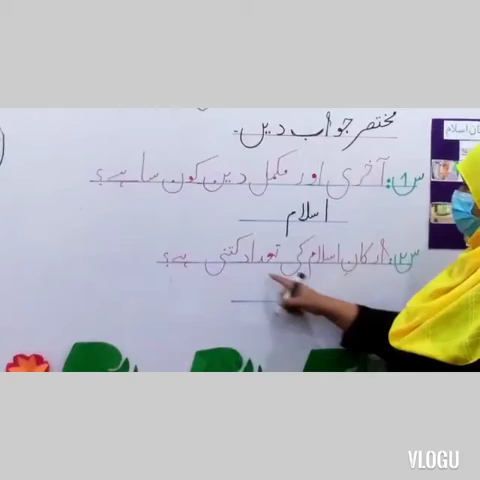 مختصر جواب دیں۔
س۱: آخری اور مکمل دین کون سا ہے؟
اسلام
س۲: ارکانِ اسلام کی تعداد کتنی ہے؟
ارکان اسلام
VLOGU